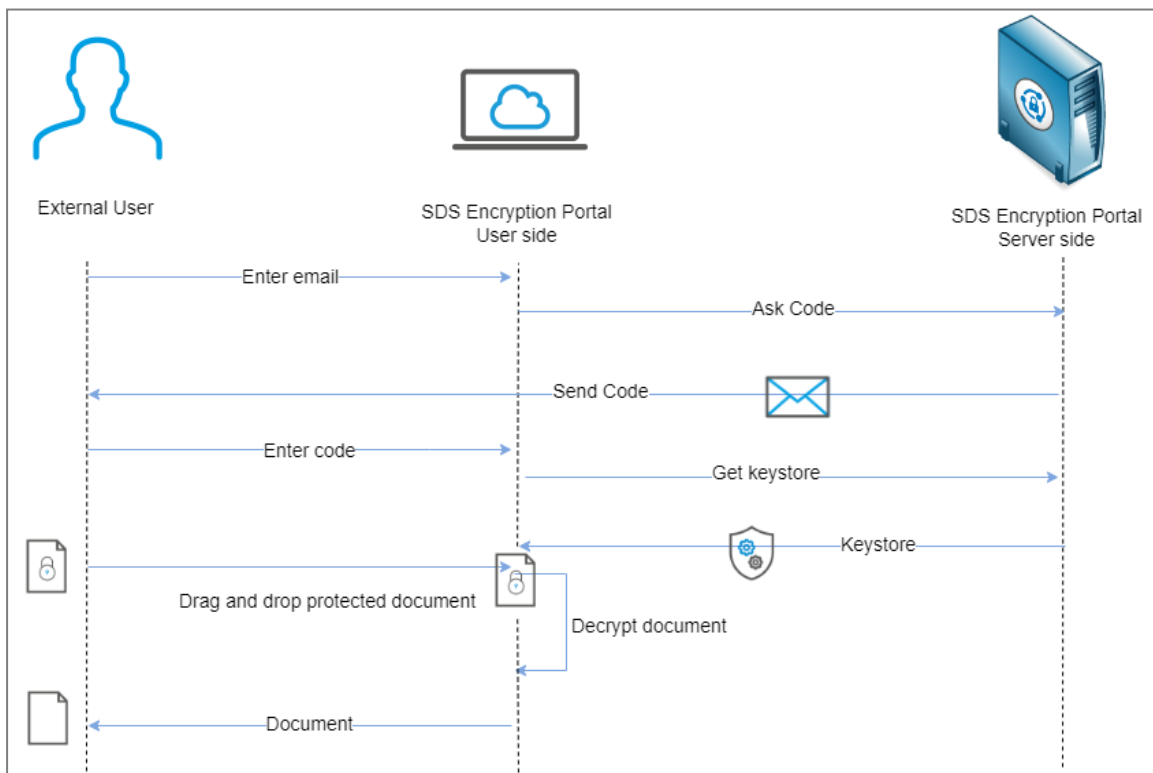 External User
SDS Encryption Portal
User side
SDS Encryption Portal
Server side
Enter email
Ask Code
Send Code
Enter code
Get keystore
Keystore
Drag and drop protected document
Decrypt document
Document